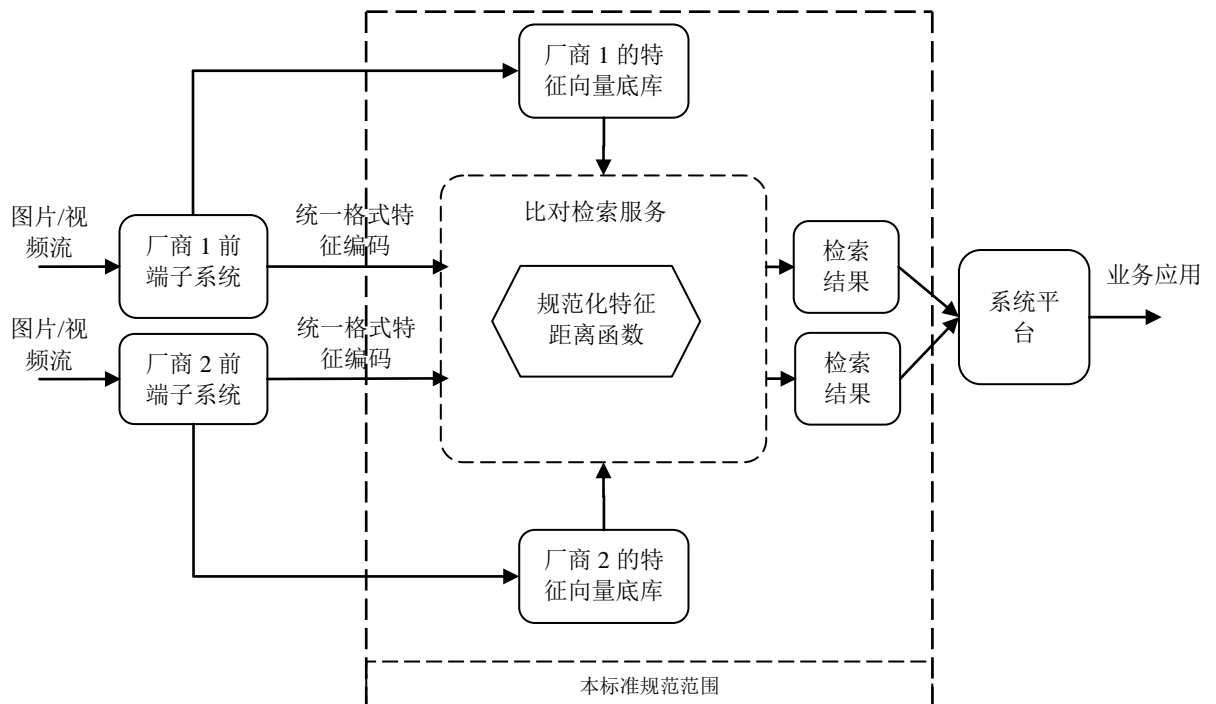 厂商 1 的特
征向量底库
图片/视
频流
厂商 1 前
端子系统
统一格式特
征编码
比对检索服务
规范化特征
距离函数
检索
结果
系统平
台
业务应用
图片/视
频流
厂商 2 前
端子系统
统一格式特
征编码
检索
结果
厂商 2 的特
征向量底库
本标准规范范围